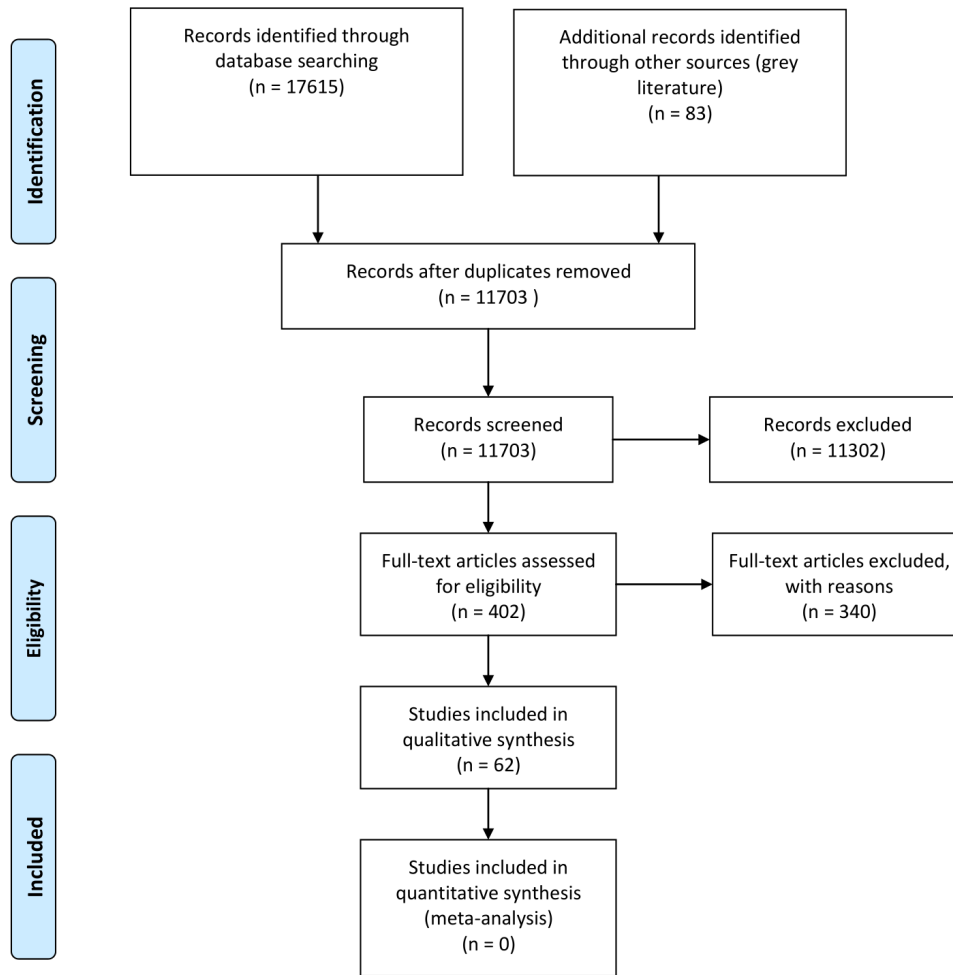 Identification
Records identified through
database searching
(n = 17615)
Additional records identified
through other sources (grey
literature)
(n = 83)
Records after duplicates removed
(n = 11703 )
Screening
Records screened
(n = 11703)
Records excluded
(n = 11302)
Eligibility
Full-text articles assessed
for eligibility
(n = 402)
Full-text articles excluded,
with reasons
(n = 340)
Studies included in
qualitative synthesis
(n = 62)
Included
Studies included in
quantitative synthesis
(meta-analysis)
(n = 0)